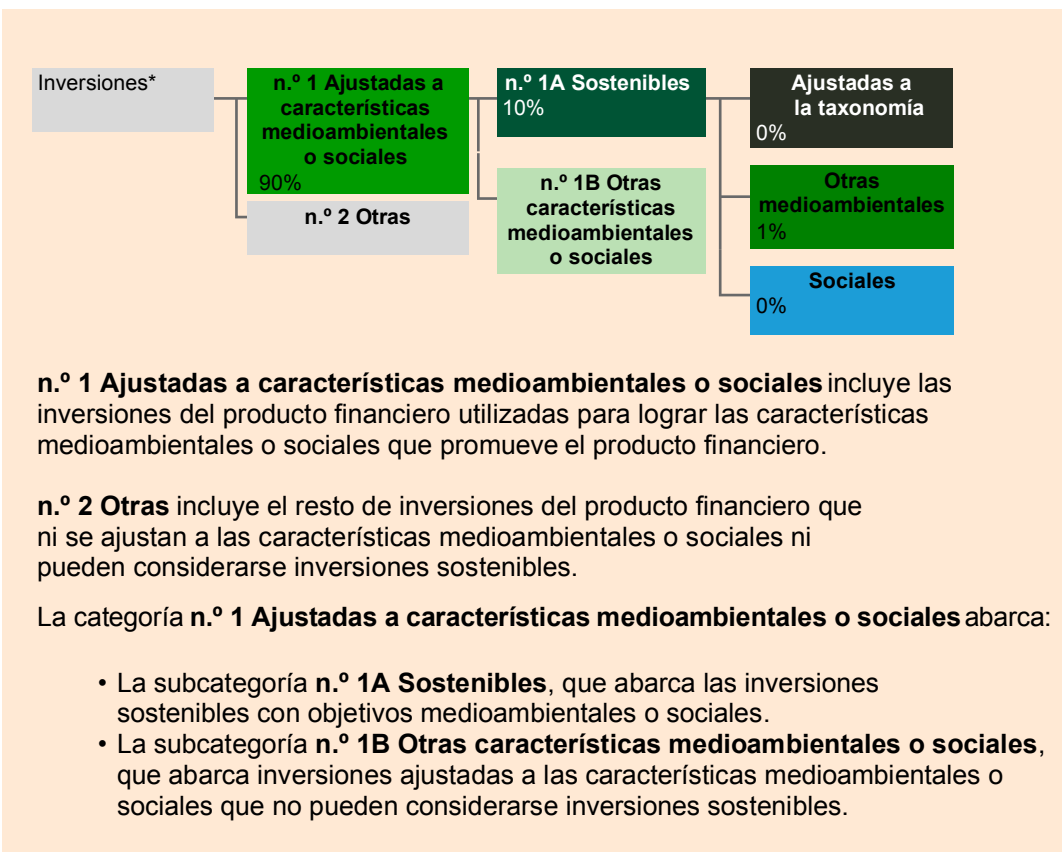 Inversiones*
n.º 1 Ajustadas a
características
medioambientales
o sociales
90%
n.º 2 Otras
n.º 1A Sostenibles
10%
n.º 1B Otras
características
medioambientales
o sociales
Ajustadas a
la taxonomía
0%
Otras
medioambientales
1%
Sociales
0%
n.º 1 Ajustadas a características medioambientales o sociales incluye las
inversiones del producto financiero utilizadas para lograr las características
medioambientales o sociales que promueve el producto financiero.
n.º 2 Otras incluye el resto de inversiones del producto financiero que
ni se ajustan a las características medioambientales o sociales ni
pueden considerarse inversiones sostenibles.
La categoría n.º 1 Ajustadas a características medioambientales o sociales abarca:
• La subcategoría n.º 1A Sostenibles, que abarca las inversiones
sostenibles con objetivos medioambientales o sociales.
• La subcategoría n.º 1B Otras características medioambientales o sociales,
que abarca inversiones ajustadas a las características medioambientales o
sociales que no pueden considerarse inversiones sostenibles.